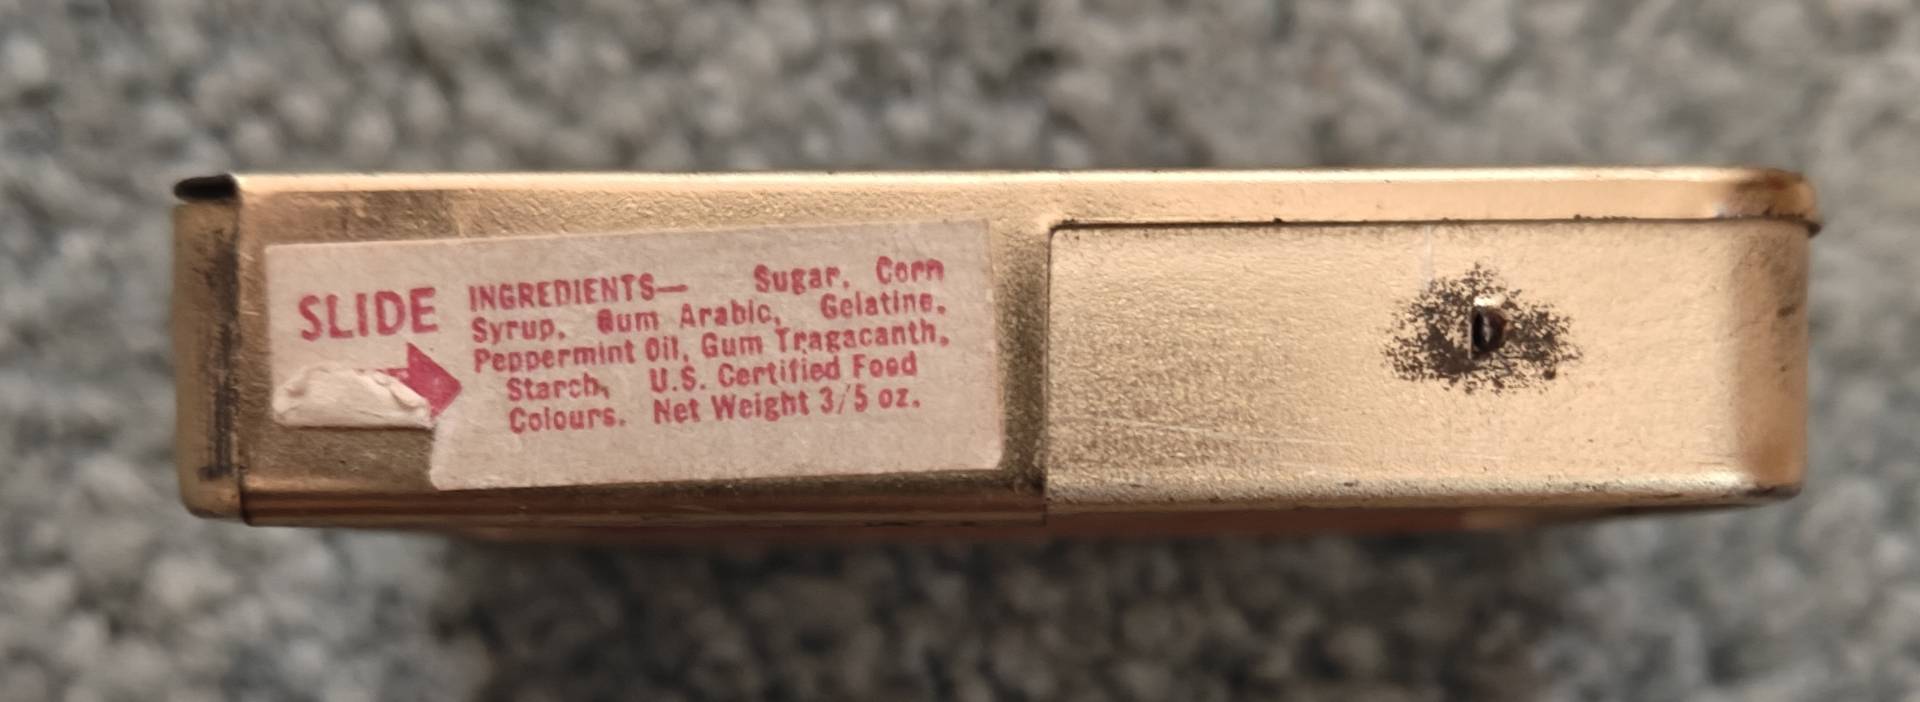 SLIDE
INGREDIENTS— Sugar, Corn
Syrup, Gum Arabic, Gelatine,
Peppermint Oil, Gum Tragacanth,
Starch, U.S. Certified Food
Colours. Net Weight 3/5 oz.